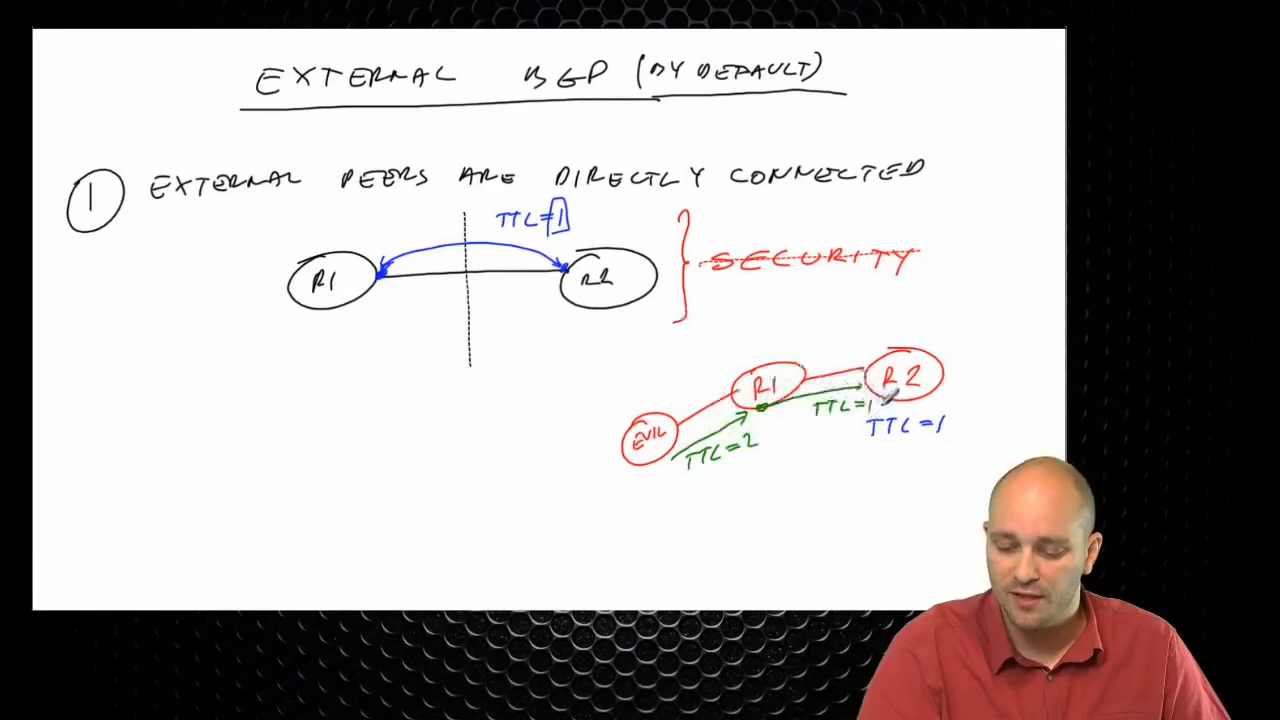 EXTERNAL BGP (BY DEFAULT)
1 EXTERNAL PEERS ARE DIRECTLY CONNECTED
TTL=1
R1 R2 SECURITY
R1 R2
TTL=1
TTL=1
EVIL
TTL=2